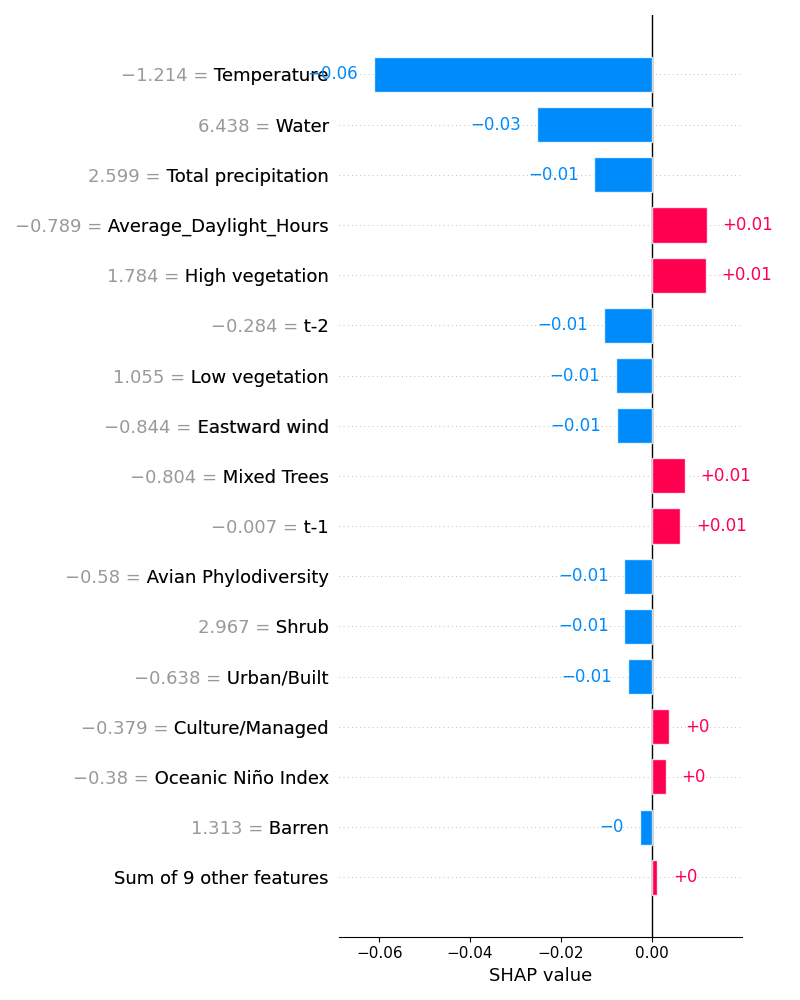 −1.214 = Temperature −0.06
6.438 = Water −0.03
2.599 = Total precipitation −0.01
−0.789 = Average_Daylight_Hours +0.01
1.784 = High vegetation +0.01
−0.284 = t-2 −0.01
1.055 = Low vegetation −0.01
−0.844 = Eastward wind −0.01
−0.804 = Mixed Trees +0.01
−0.007 = t-1 +0.01
−0.58 = Avian Phylodiversity −0.01
2.967 = Shrub −0.01
−0.638 = Urban/Built −0.01
−0.379 = Culture/Managed +0
−0.38 = Oceanic Niño Index +0
1.313 = Barren −0
Sum of 9 other features +0
−0.06 −0.04 −0.02 0.00
SHAP value